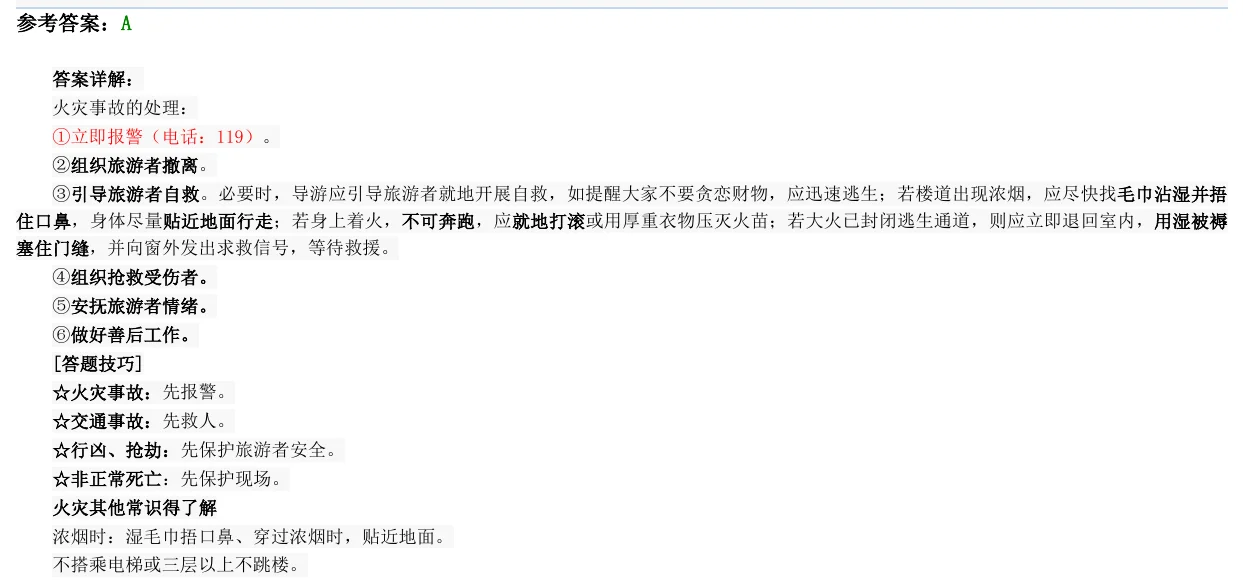 参考答案：A
答案详解：
火灾事故的处理：
①立即报警（电话：119）。
②组织旅游者撤离。
③引导旅游者自救。必要时，导游应引导旅游者就地开展自救，如提醒大家不要贪恋财物，应迅速逃生；若楼道出现浓烟，应尽快找毛巾沾湿并捂
住口鼻，身体尽量贴近地面行走；若身上着火，不可奔跑，应就地打滚或用厚重衣物压灭火苗；若大火已封闭逃生通道，则应立即退回室内，用湿被褥
塞住门缝，并向窗外发出求救信号，等待救援。
④组织抢救受伤者。
⑤安抚旅游者情绪。
⑥做好善后工作。
[答题技巧]
☆火灾事故：先报警。
☆交通事故：先救人。
☆行凶、抢劫：先保护旅游者安全。
☆非正常死亡：先保护现场。
火灾其他常识得了解
浓烟时：湿毛巾捂口鼻、穿过浓烟时，贴近地面。
不搭乘电梯或三层以上不跳楼。